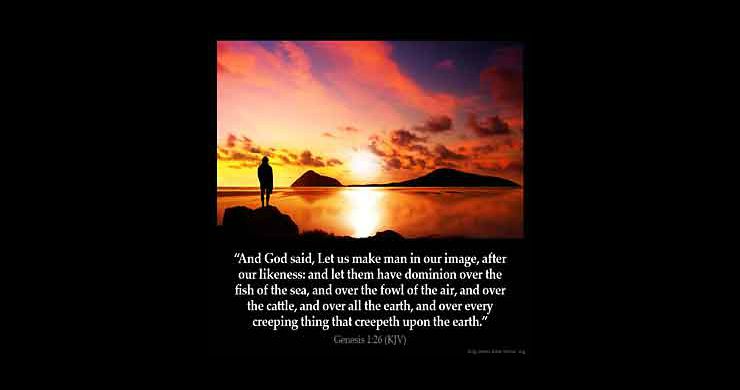 “And God said, Let us make man in our image, after
our likeness: and let them have dominion over the
fish of the sea, and over the fowl of the air, and over
the cattle, and over all the earth, and over every
creeping thing that creepeth upon the earth.”
Genesis 1:26 (KJV)